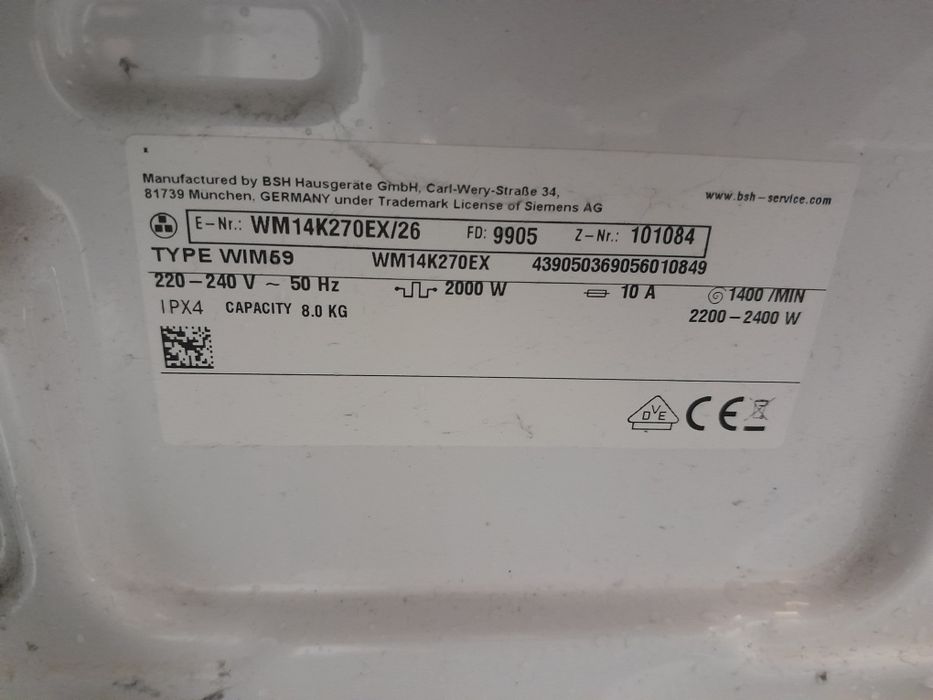 Manufactured by BSH Hausgeräte GmbH, Carl-Wery-Straße 34,
81739 München, GERMANY under Trademark License of Siemens AG
www.bsh-service.com
E-Nr.: WM14K270EX/26 FD: 9905 Z-Nr.: 101084
TYPE WIM59 WM14K270EX 439050369056010849
220-240 V ~ 50 Hz 2000 W 10 A 1400 /MIN
IPX4 CAPACITY 8.0 KG 2200-2400 W
DVE CE